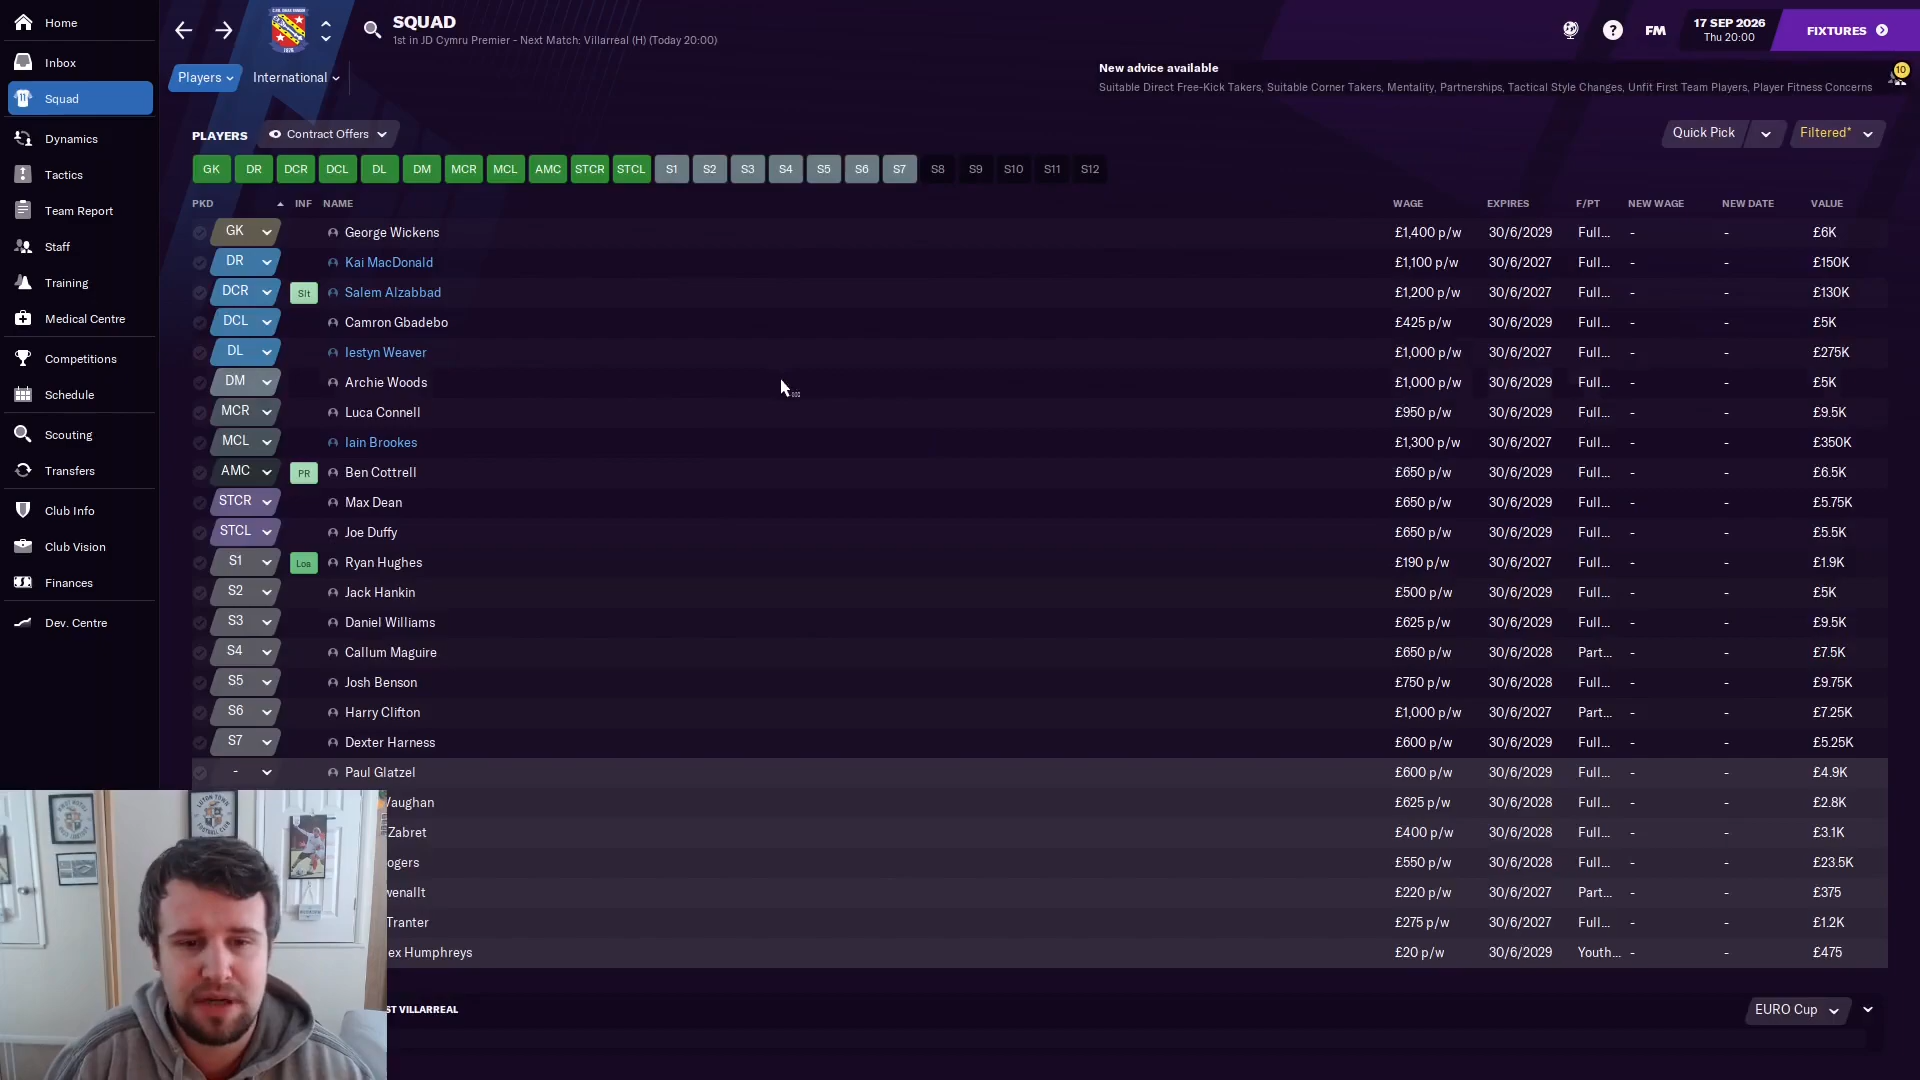 Home
Inbox
Squad
Dynamics
Tactics
Team Report
Staff
Training
Medical Centre
Competitions
Schedule
Scouting
Transfers
Club Info
Club Vision
Finances
Dev. Centre
SQUAD
1st in JD Cymru Premier - Next Match: Villarreal (H) (Today 20:00)
FM
17 SEP 2026
Thu 20:00
FIXTURES
Players
International
New advice available
10
Suitable Direct Free-Kick Takers, Suitable Corner Takers, Mentality, Partnerships, Tactical Style Changes, Unfit First Team Players, Player Fitness Concerns
PLAYERS Contract Offers
Quick Pick Filtered*
GK DR DCR DCL DL DM MCR MCL AMC STCR STCL S1 S2 S3 S4 S5 S6 S7 S8 S9 S10 S11 S12
PKD INF NAME WAGE EXPIRES F/PT NEW WAGE NEW DATE VALUE
GK George Wickens £1,400 p/w 30/6/2029 Full... - - £6K
DR Kai MacDonald £1,100 p/w 30/6/2027 Full... - - £150K
DCR Slt Salem Alzabbad £1,200 p/w 30/6/2027 Full... - - £130K
DCL Camron Gbadebo £425 p/w 30/6/2029 Full... - - £5K
DL Iestyn Weaver £1,000 p/w 30/6/2027 Full... - - £275K
DM Archie Woods £1,000 p/w 30/6/2029 Full... - - £5K
MCR Luca Connell £950 p/w 30/6/2029 Full... - - £9.5K
MCL Iain Brookes £1,300 p/w 30/6/2027 Full... - - £350K
AMC PR Ben Cottrell £650 p/w 30/6/2029 Full... - - £6.5K
STCR Max Dean £650 p/w 30/6/2029 Full... - - £5.75K
STCL Joe Duffy £650 p/w 30/6/2029 Full... - - £5.5K
S1 Loa Ryan Hughes £190 p/w 30/6/2027 Full... - - £1.9K
S2 Jack Hankin £500 p/w 30/6/2029 Full... - - £5K
S3 Daniel Williams £625 p/w 30/6/2029 Full... - - £9.5K
S4 Callum Maguire £650 p/w 30/6/2028 Part... - - £7.5K
S5 Josh Benson £750 p/w 30/6/2028 Full... - - £9.75K
S6 Harry Clifton £1,000 p/w 30/6/2027 Part... - - £7.25K
S7 Dexter Harness £600 p/w 30/6/2029 Full... - - £5.25K
- Paul Glatzel £600 p/w 30/6/2029 Full... - - £4.9K
Vaughan £625 p/w 30/6/2028 Full... - - £2.8K
Zabret £400 p/w 30/6/2028 Full... - - £3.1K
ogers £550 p/w 30/6/2028 Full... - - £23.5K
wenallt £220 p/w 30/6/2027 Part... - - £375
Tranter £275 p/w 30/6/2027 Full... - - £1.2K
ex Humphreys £20 p/w 30/6/2029 Youth... - - £475
ST VILLARREAL
EURO Cup